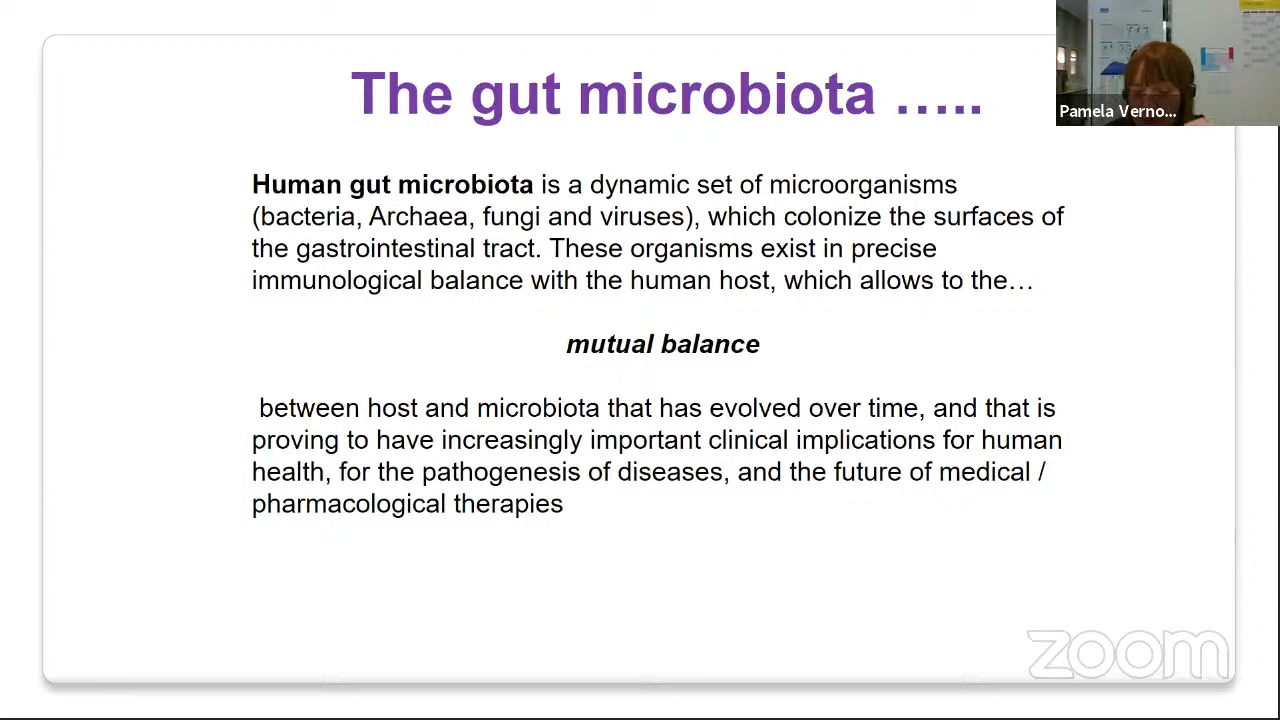 The gut microbiota …..
Pamela Verno...
Human gut microbiota is a dynamic set of microorganisms
(bacteria, Archaea, fungi and viruses), which colonize the surfaces of
the gastrointestinal tract. These organisms exist in precise
immunological balance with the human host, which allows to the…
mutual balance
between host and microbiota that has evolved over time, and that is
proving to have increasingly important clinical implications for human
health, for the pathogenesis of diseases, and the future of medical /
pharmacological therapies
zoom